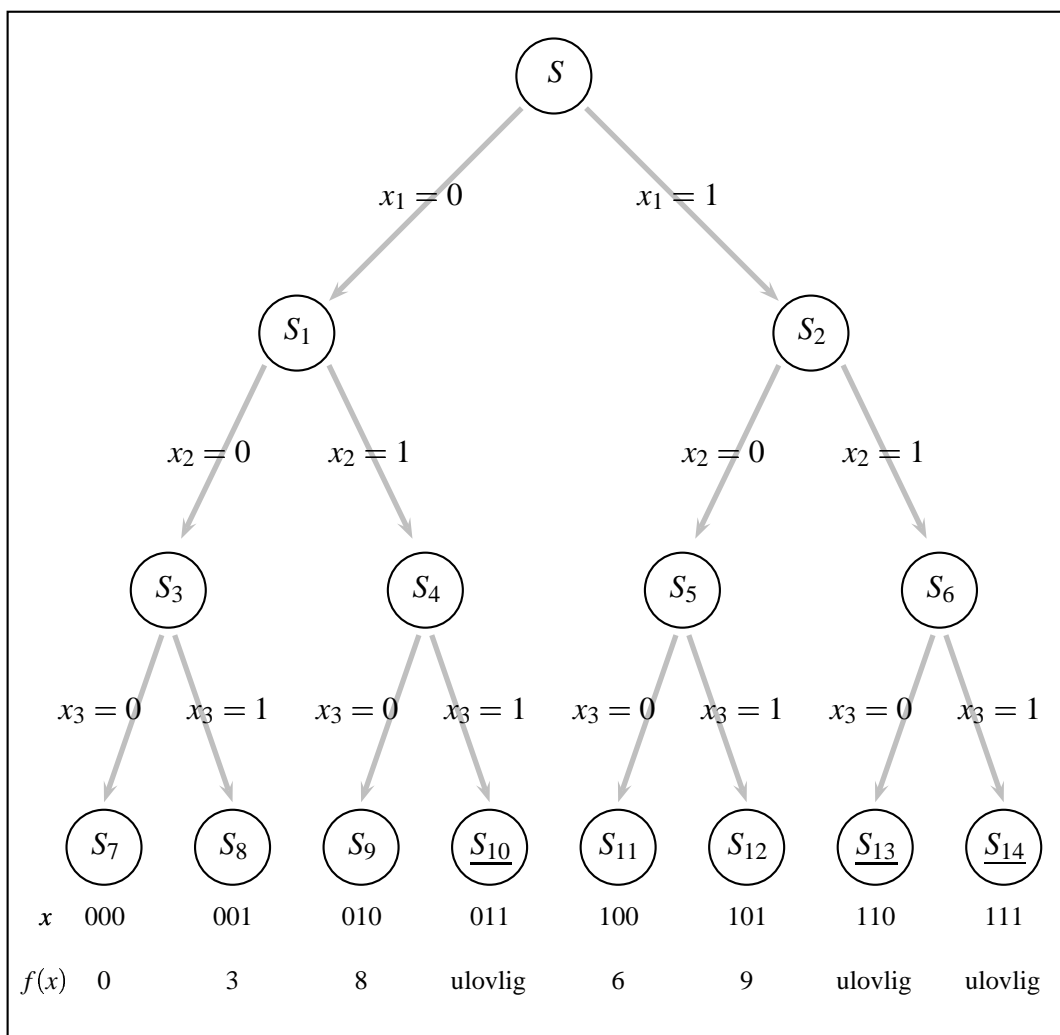 S
x₁ = 0 x₁ = 1
S₁ S₂
x₂ = 0 x₂ = 1 x₂ = 0 x₂ = 1
S₃ S₄ S₅ S₆
x₃ = 0 x₃ = 1 x₃ = 0 x₃ = 1 x₃ = 0 x₃ = 1 x₃ = 0 x₃ = 1
S₇ S₈ S₉ S₁₀ S₁₁ S₁₂ S₁₃ S₁₄
x 000 001 010 011 100 101 110 111
f(x) 0 3 8 ulovlig 6 9 ulovlig ulovlig